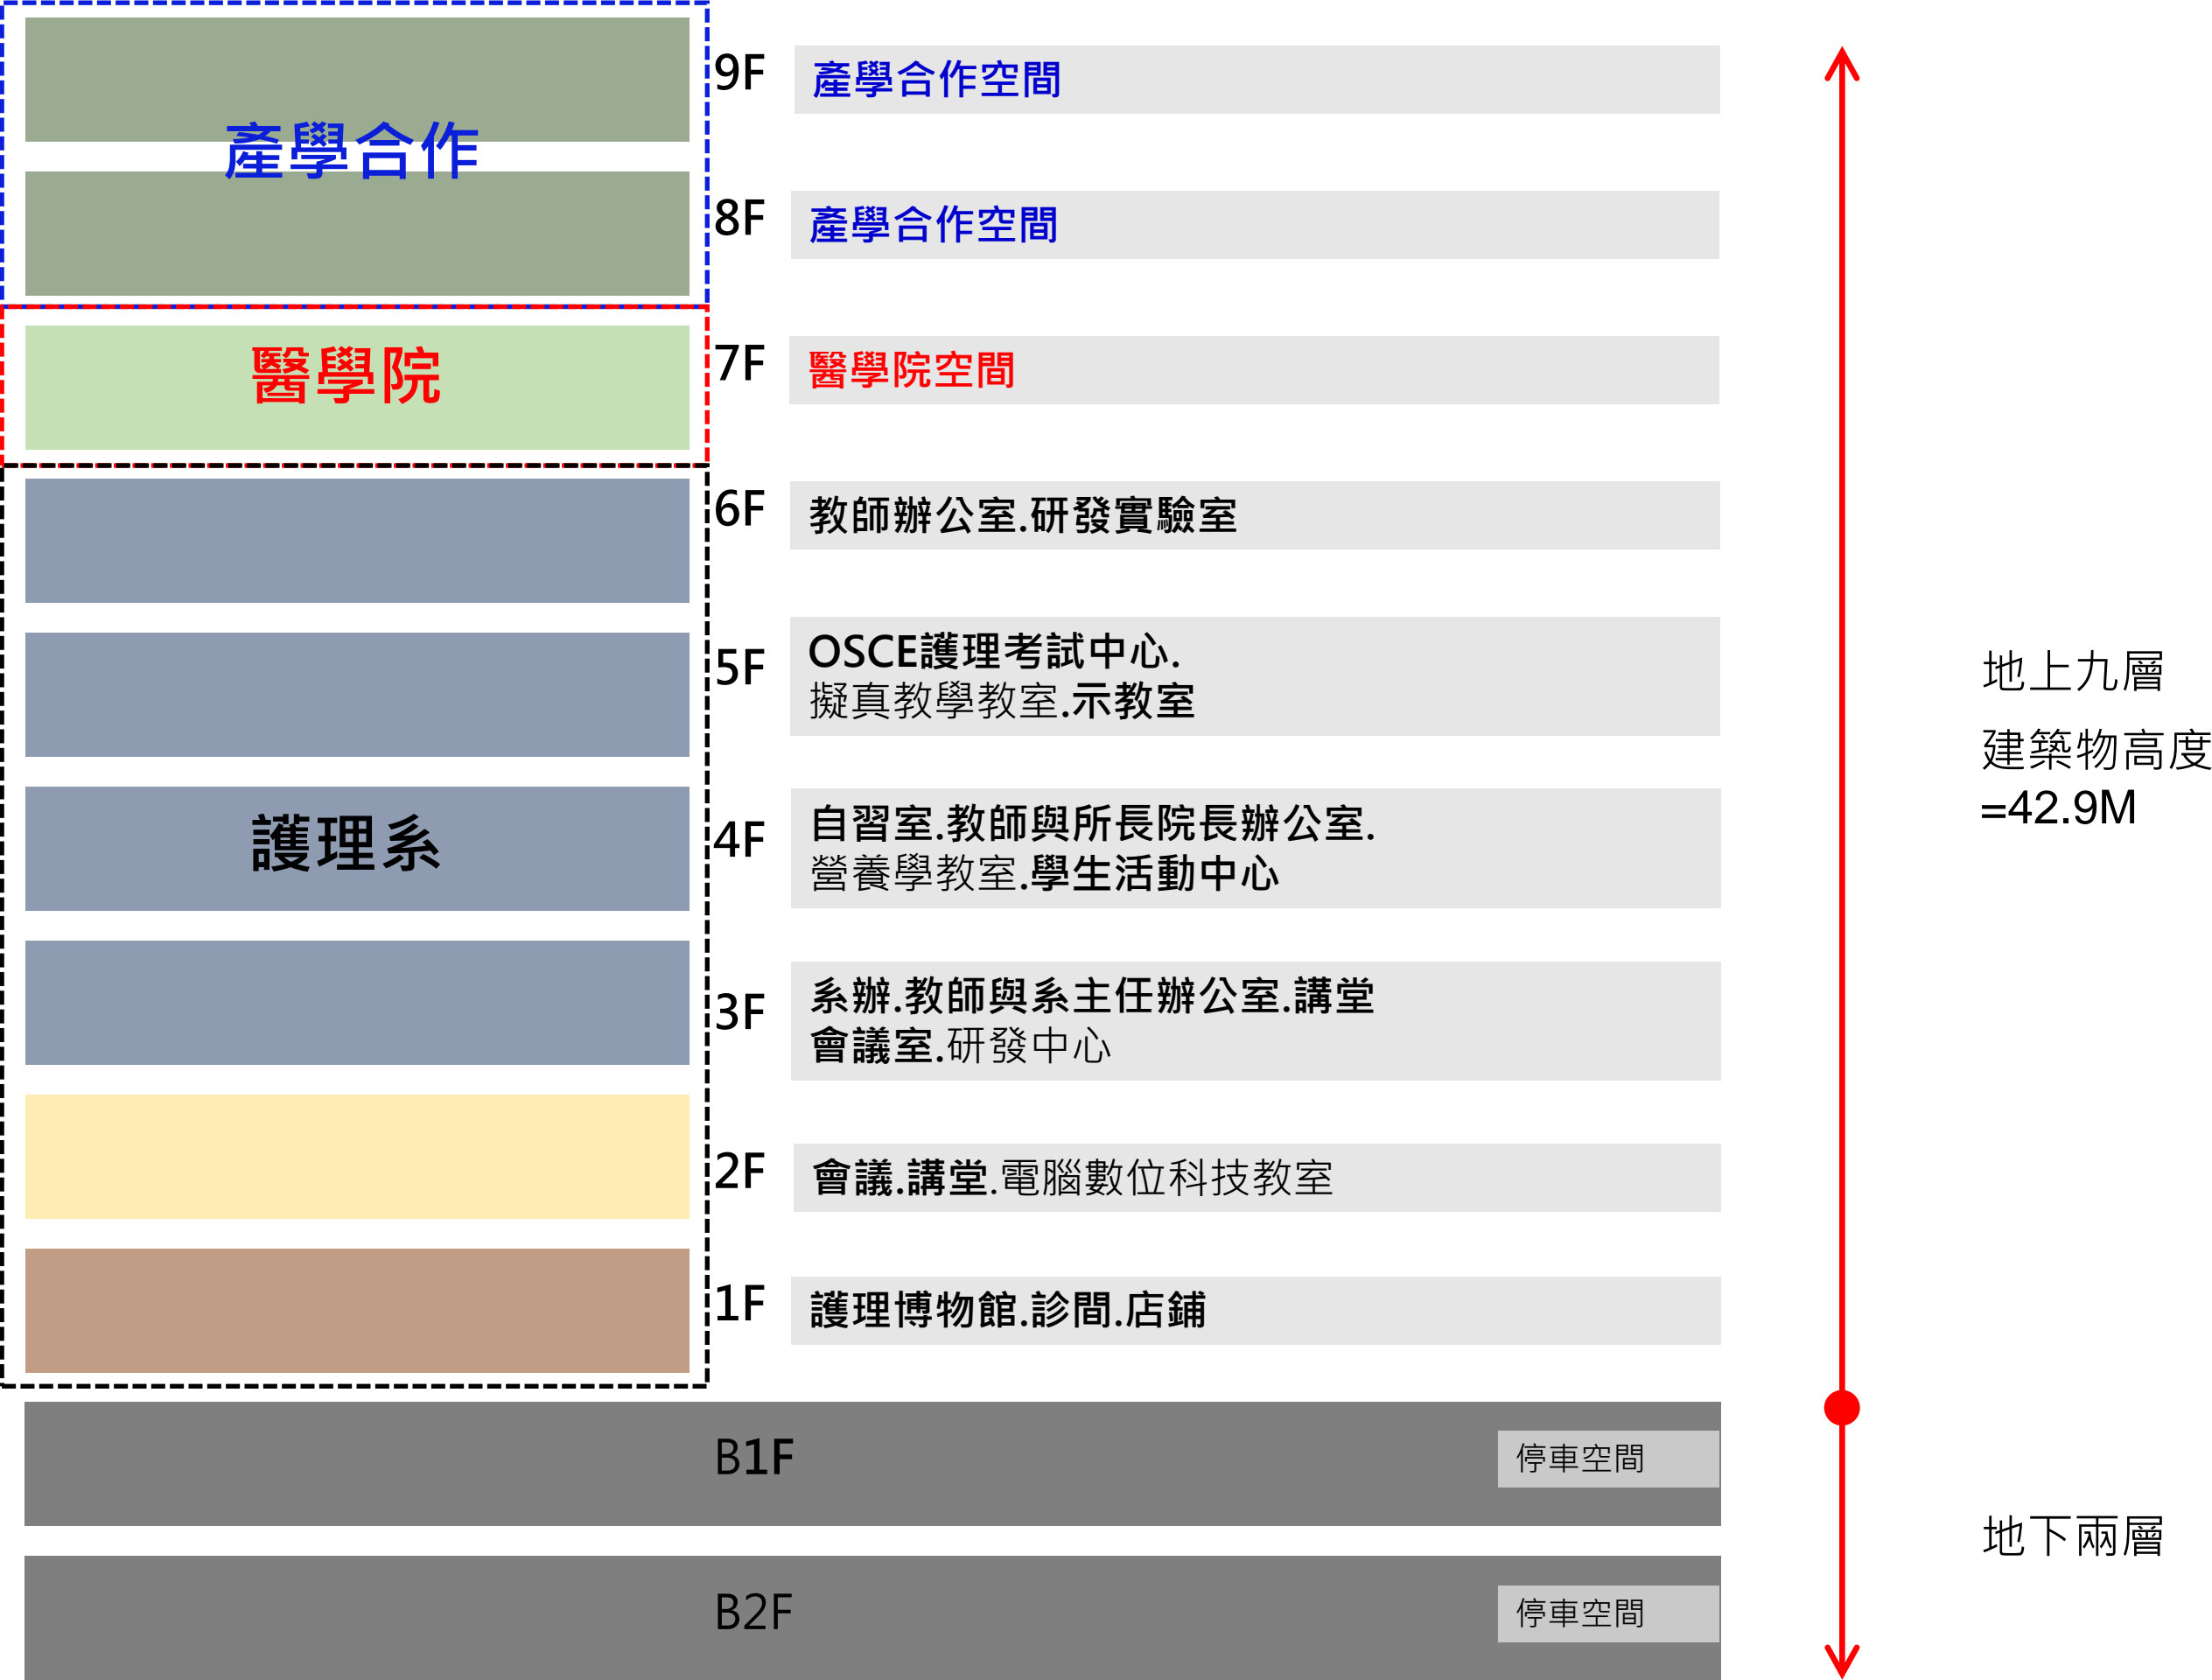 產學合作
9F 產學合作空間
8F 產學合作空間
醫學院
7F 醫學院空間
6F 教師辦公室.研發實驗室
5F OSCE護理考試中心.
擬真教學教室.示教室
護理系
4F 自習室.教師與所長院長辦公室.
營養學教室.學生活動中心
3F 系辦.教師與系主任辦公室.講堂
會議室.研發中心
2F 會議.講堂.電腦數位科技教室
1F 護理博物館.診間.店鋪
B1F 停車空間
B2F 停車空間
地上九層
建築物高度
=42.9M
地下兩層